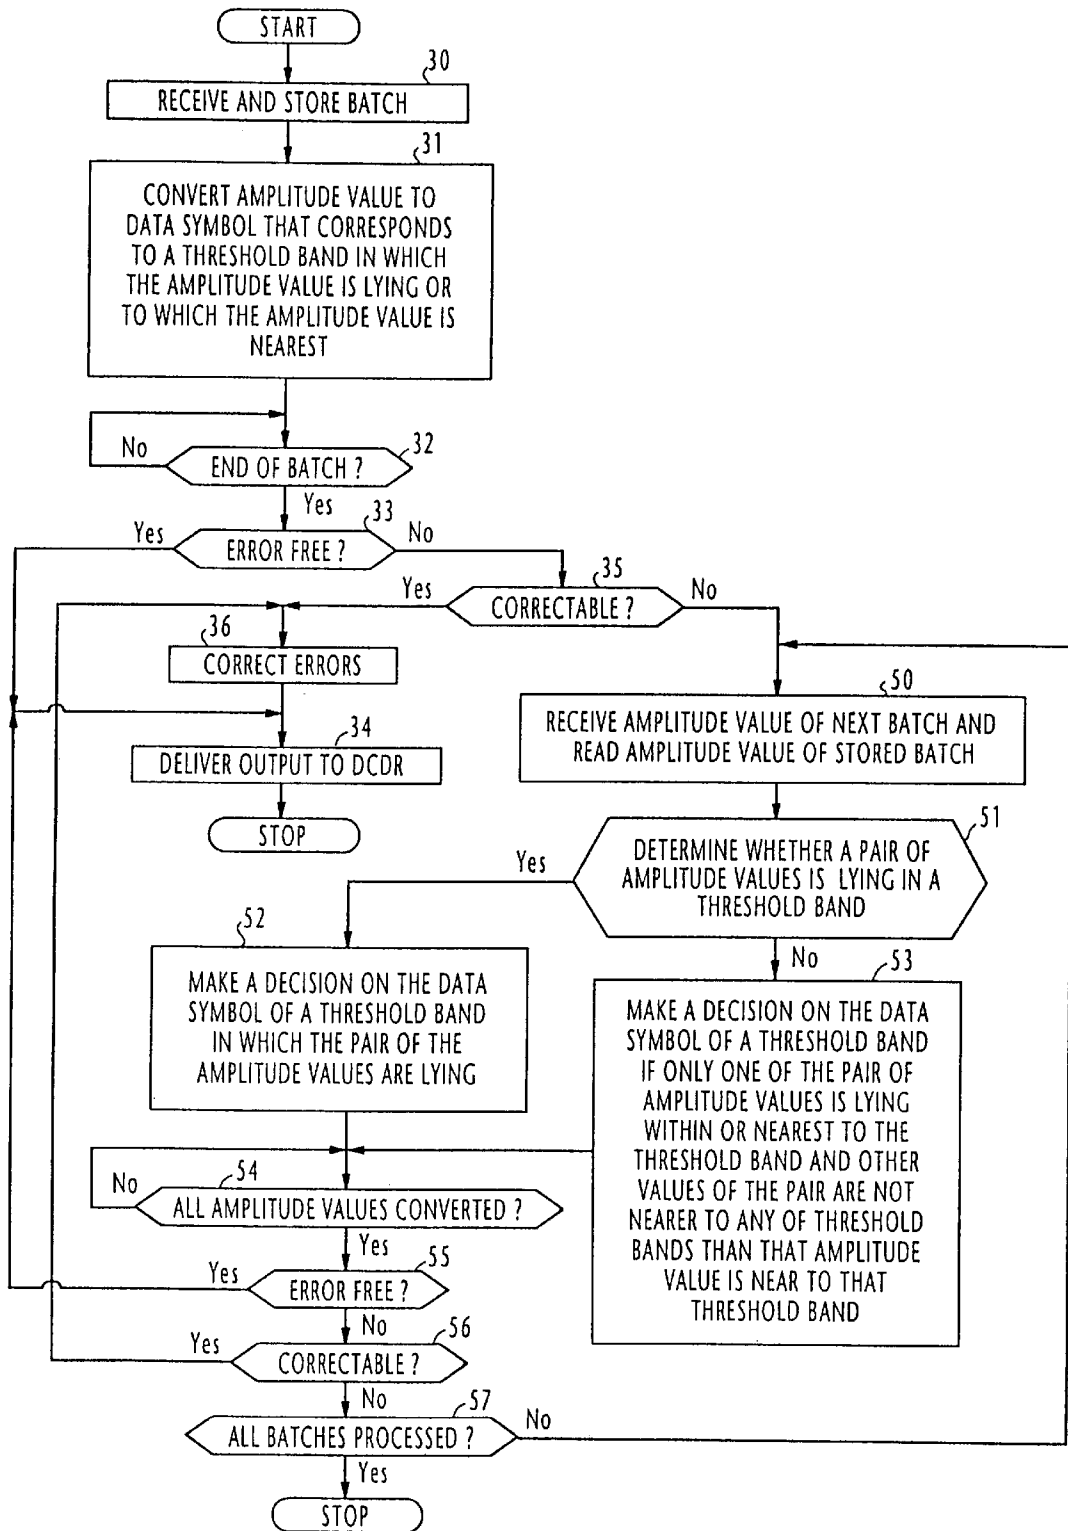 START
30
RECEIVE AND STORE BATCH
31
CONVERT AMPLITUDE VALUE TO
DATA SYMBOL THAT CORRESPONDS
TO A THRESHOLD BAND IN WHICH
THE AMPLITUDE VALUE IS LYING OR
TO WHICH THE AMPLITUDE VALUE IS
NEAREST
No
32
END OF BATCH ?
Yes
33
Yes
ERROR FREE ?
No
35
Yes
CORRECTABLE ?
No
36
CORRECT ERRORS
50
RECEIVE AMPLITUDE VALUE OF NEXT BATCH AND
READ AMPLITUDE VALUE OF STORED BATCH
34
DELIVER OUTPUT TO DCDR
STOP
51
DETERMINE WHETHER A PAIR OF
AMPLITUDE VALUES IS LYING IN A
THRESHOLD BAND
Yes
No
52
MAKE A DECISION ON THE DATA
SYMBOL OF A THRESHOLD BAND
IN WHICH THE PAIR OF THE
AMPLITUDE VALUES ARE LYING
53
MAKE A DECISION ON THE DATA
SYMBOL OF A THRESHOLD BAND
IF ONLY ONE OF THE PAIR OF
AMPLITUDE VALUES IS LYING
WITHIN OR NEAREST TO THE
THRESHOLD BAND AND OTHER
VALUES OF THE PAIR ARE NOT
NEARER TO ANY OF THRESHOLD
BANDS THAN THAT AMPLITUDE
VALUE IS NEAR TO THAT
THRESHOLD BAND
54
No
ALL AMPLITUDE VALUES CONVERTED ?
Yes
55
Yes
ERROR FREE ?
No
56
Yes
CORRECTABLE ?
No
57
ALL BATCHES PROCESSED ?
No
Yes
STOP